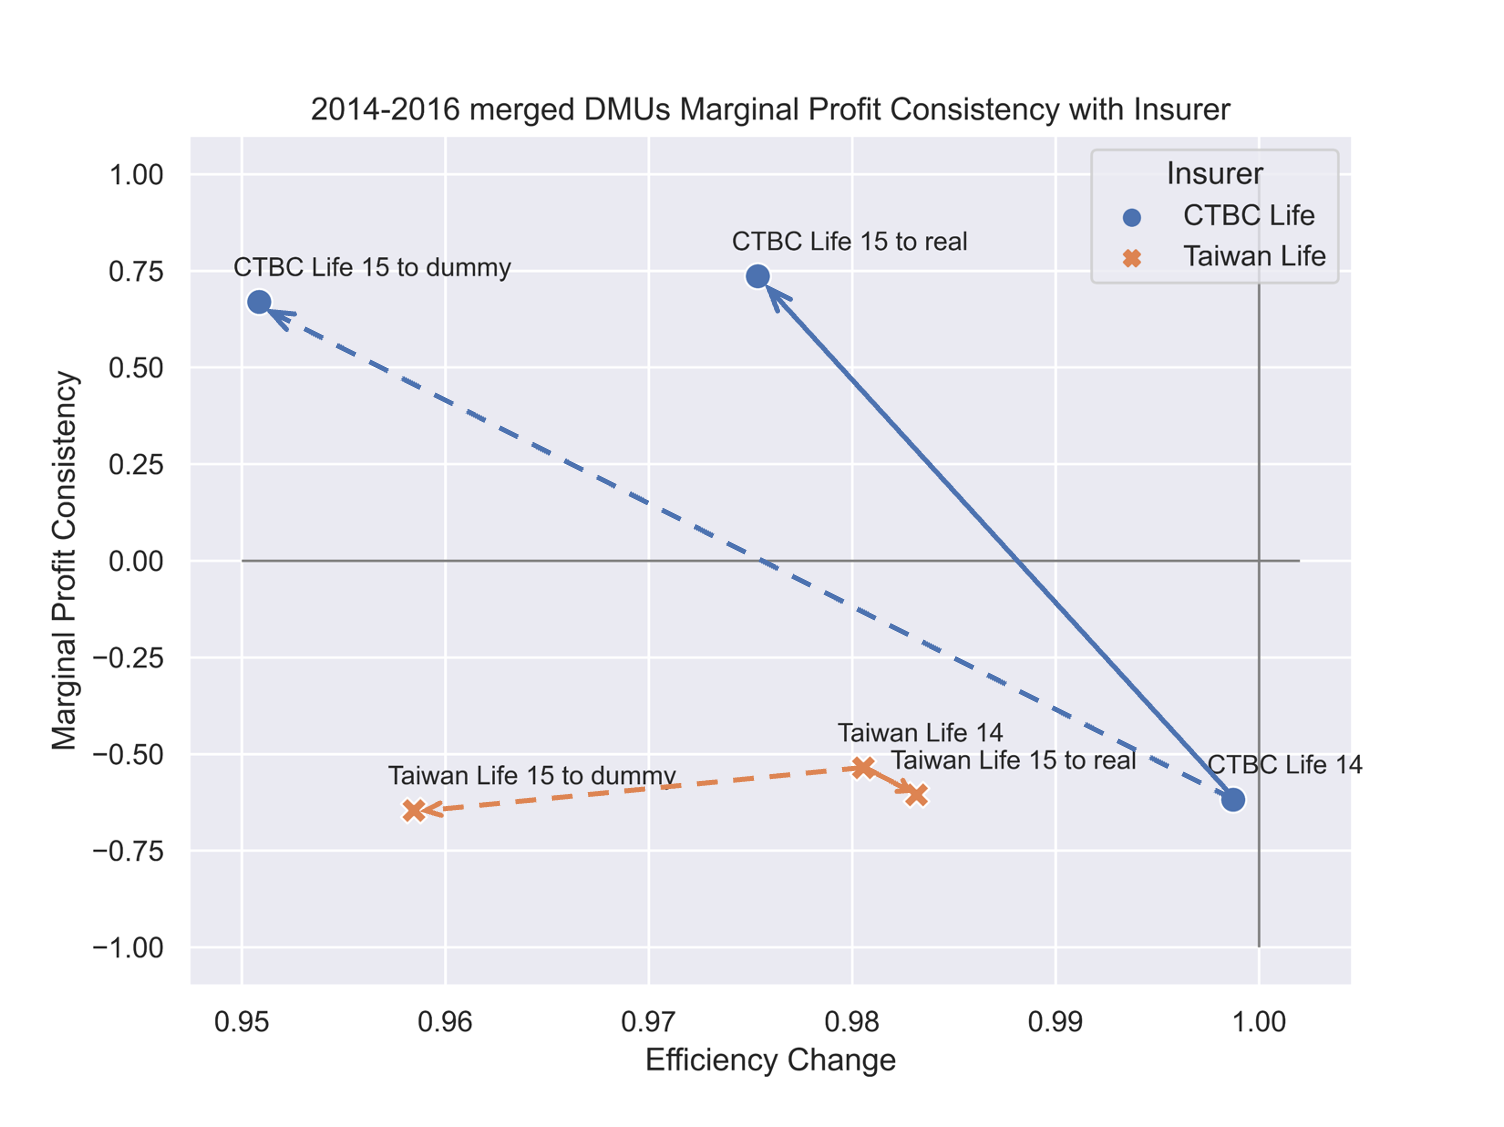 2014-2016 merged DMUs Marginal Profit Consistency with Insurer
Insurer
CTBC Life
Taiwan Life
CTBC Life 15 to real
CTBC Life 15 to dummy
Taiwan Life 14
Taiwan Life 15 to real
CTBC Life 14
Taiwan Life 15 to dummy
Marginal Profit Consistency
1.00
0.75
0.50
0.25
0.00
−0.25
−0.50
−0.75
−1.00
0.95 0.96 0.97 0.98 0.99 1.00
Efficiency Change